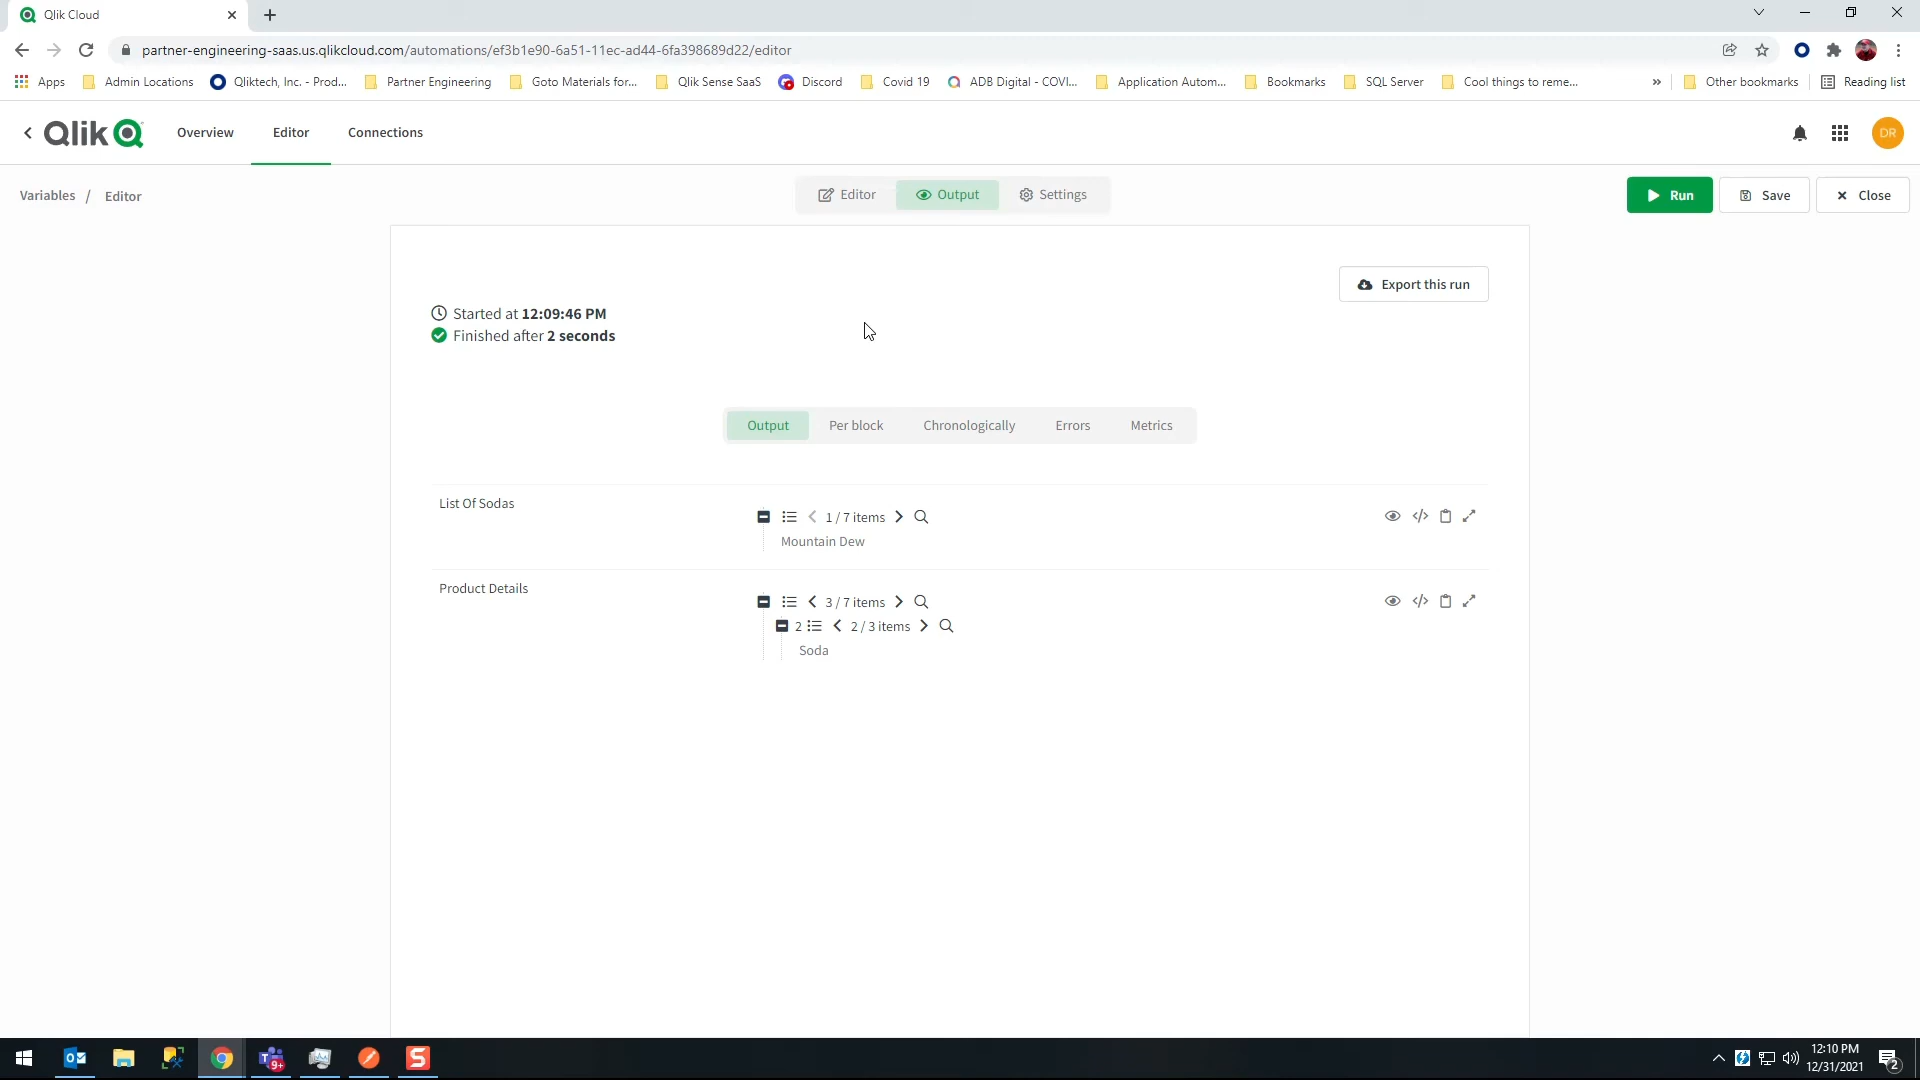 Qlik Cloud
partner-engineering-saas.us.qlikcloud.com/automations/ef3b1e90-6a51-11ec-ad44-6fa398689d22/editor
Apps Admin Locations Qliktech, Inc. - Prod... Partner Engineering Goto Materials for... Qlik Sense SaaS Discord Covid 19 ADB Digital - COVI... Application Autom... Bookmarks SQL Server Cool things to reme... » Other bookmarks Reading list
Qlik Overview Editor Connections DR
Variables / Editor Editor Output Settings Run Save Close
Export this run
Started at 12:09:46 PM
Finished after 2 seconds
Output Per block Chronologically Errors Metrics
List Of Sodas 1 / 7 items
Mountain Dew
Product Details 3 / 7 items
2 2 / 3 items
Soda
12:10 PM
12/31/2021
9+
2